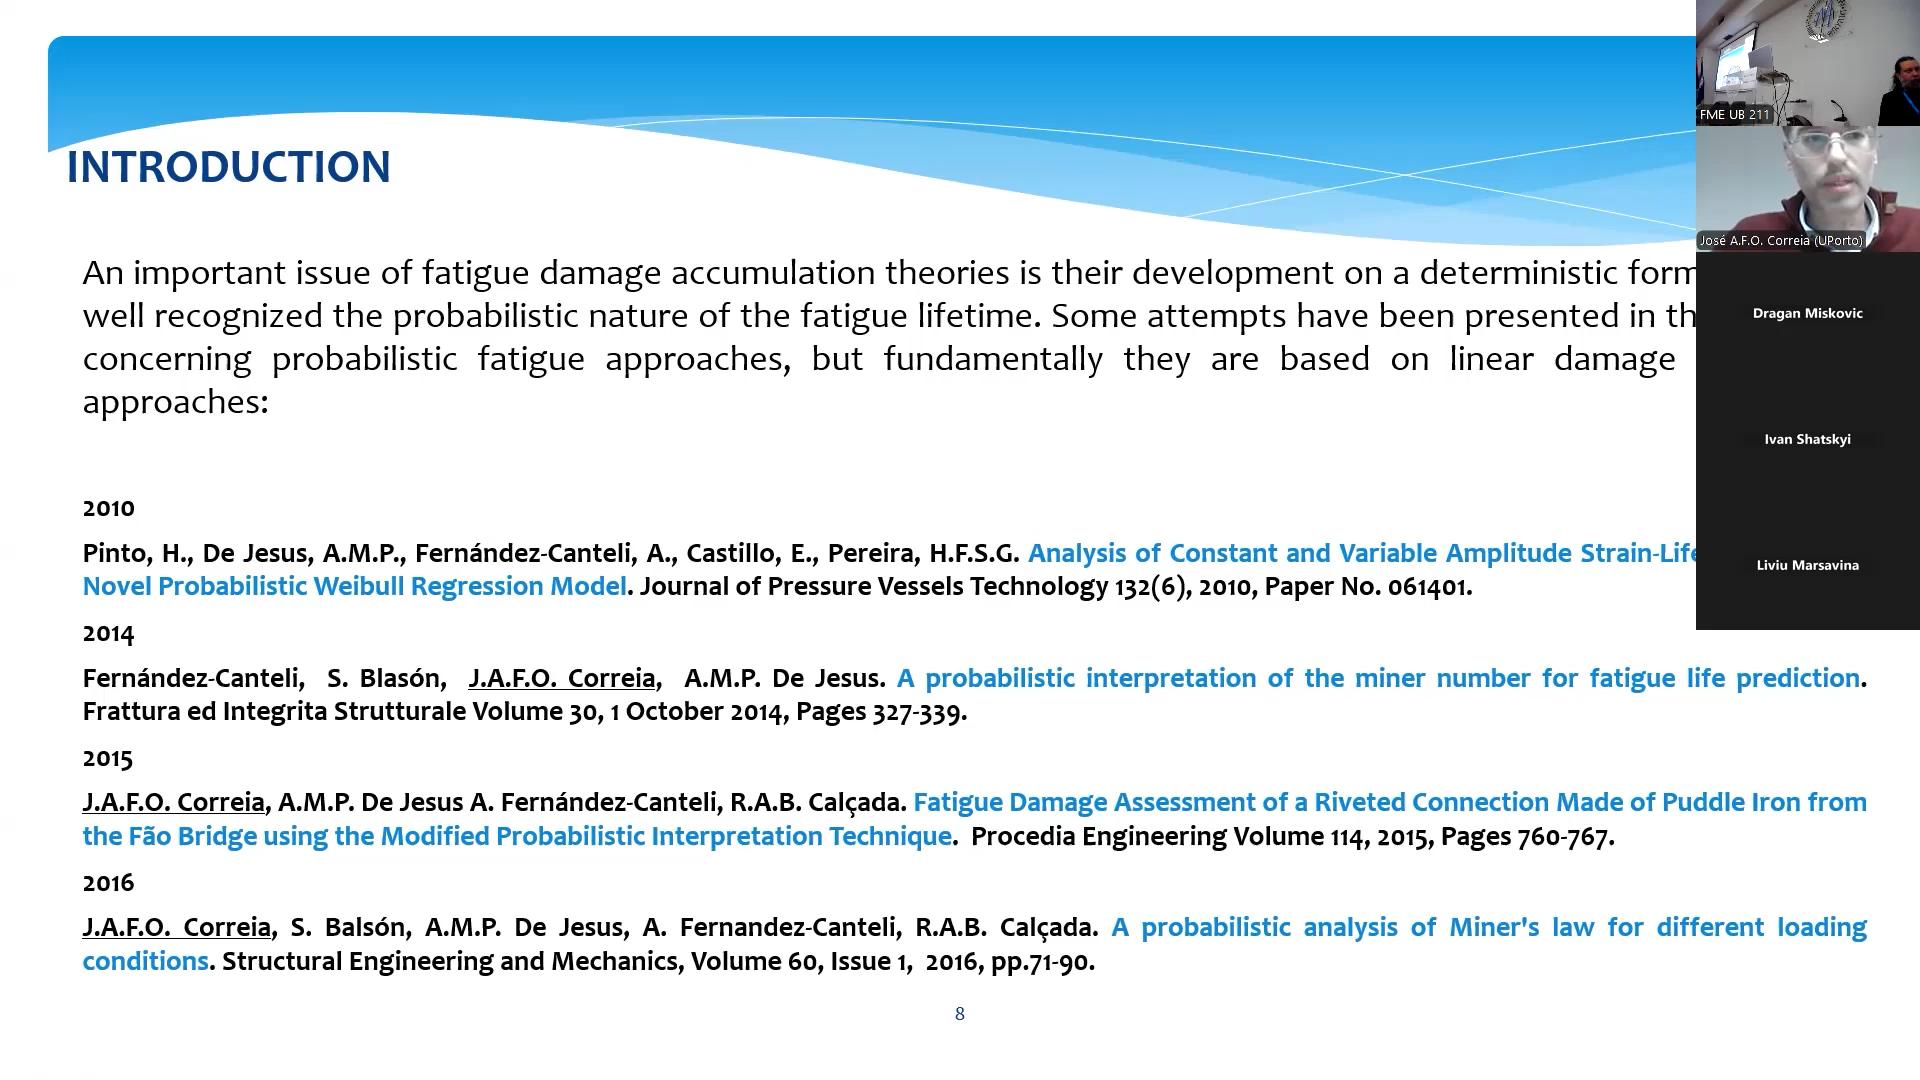 INTRODUCTION
An important issue of fatigue damage accumulation theories is their development on a deterministic form
well recognized the probabilistic nature of the fatigue lifetime. Some attempts have been presented in th
concerning probabilistic fatigue approaches, but fundamentally they are based on linear damage
approaches:
2010
Pinto, H., De Jesus, A.M.P., Fernández-Canteli, A., Castillo, E., Pereira, H.F.S.G. Analysis of Constant and Variable Amplitude Strain-Life
Novel Probabilistic Weibull Regression Model. Journal of Pressure Vessels Technology 132(6), 2010, Paper No. 061401.
2014
Fernández-Canteli, S. Blasón, J.A.F.O. Correia, A.M.P. De Jesus. A probabilistic interpretation of the miner number for fatigue life prediction.
Frattura ed Integrita Strutturale Volume 30, 1 October 2014, Pages 327-339.
2015
J.A.F.O. Correia, A.M.P. De Jesus A. Fernández-Canteli, R.A.B. Calçada. Fatigue Damage Assessment of a Riveted Connection Made of Puddle Iron from
the Fão Bridge using the Modified Probabilistic Interpretation Technique. Procedia Engineering Volume 114, 2015, Pages 760-767.
2016
J.A.F.O. Correia, S. Balsón, A.M.P. De Jesus, A. Fernandez-Canteli, R.A.B. Calçada. A probabilistic analysis of Miner's law for different loading
conditions. Structural Engineering and Mechanics, Volume 60, Issue 1, 2016, pp.71-90.
8
FME UB 211
José A.F.O. Correia (UPorto)
Dragan Miskovic
Ivan Shatskyi
Liviu Marsavina